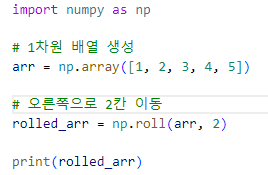 import numpy as np
# 1차원 배열 생성
arr = np.array([1, 2, 3, 4, 5])
# 오른쪽으로 2칸 이동
rolled_arr = np.roll(arr, 2)
print(rolled_arr)